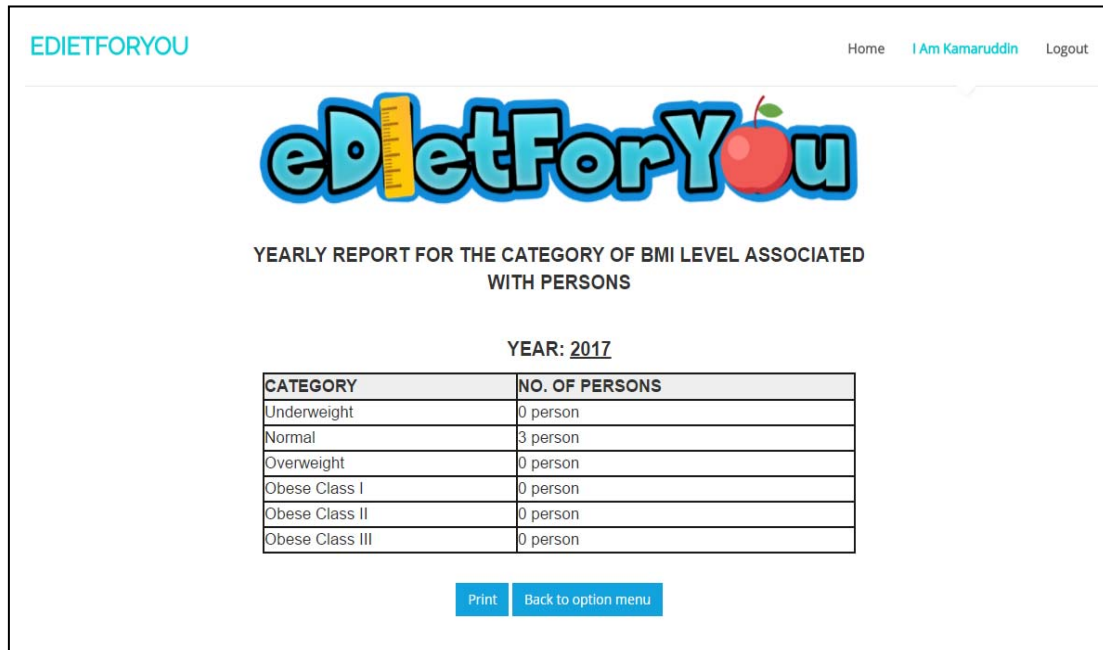 EDIETFORYOU
Home I Am Kamaruddin Logout
eDietForYou
YEARLY REPORT FOR THE CATEGORY OF BMI LEVEL ASSOCIATED
WITH PERSONS
YEAR: 2017
CATEGORY NO. OF PERSONS
Underweight 0 person
Normal 3 person
Overweight 0 person
Obese Class I 0 person
Obese Class II 0 person
Obese Class III 0 person
Print Back to option menu